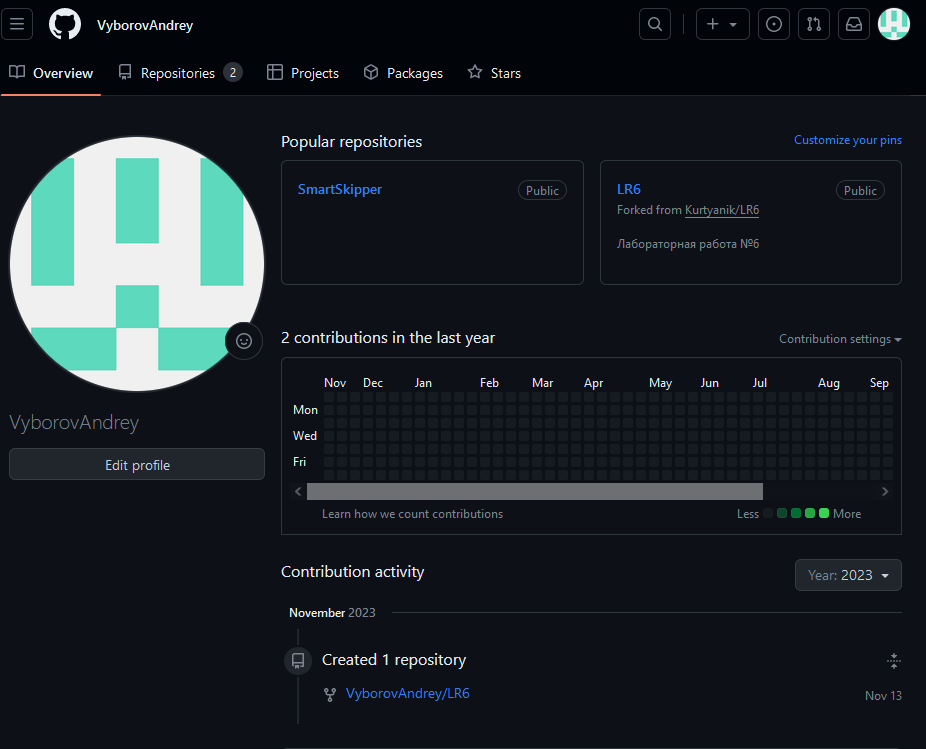 VyborovAndrey
Overview Repositories 2 Projects Packages Stars
Popular repositories Customize your pins
SmartSkipper Public
LR6 Public
Forked from Kurtyanik/LR6
Лабораторная работа №6
2 contributions in the last year Contribution settings
Nov Dec Jan Feb Mar Apr May Jun Jul Aug Sep
Mon
Wed
Fri
Learn how we count contributions Less More
VyborovAndrey
Edit profile
Contribution activity Year: 2023
November 2023
Created 1 repository
VyborovAndrey/LR6 Nov 13